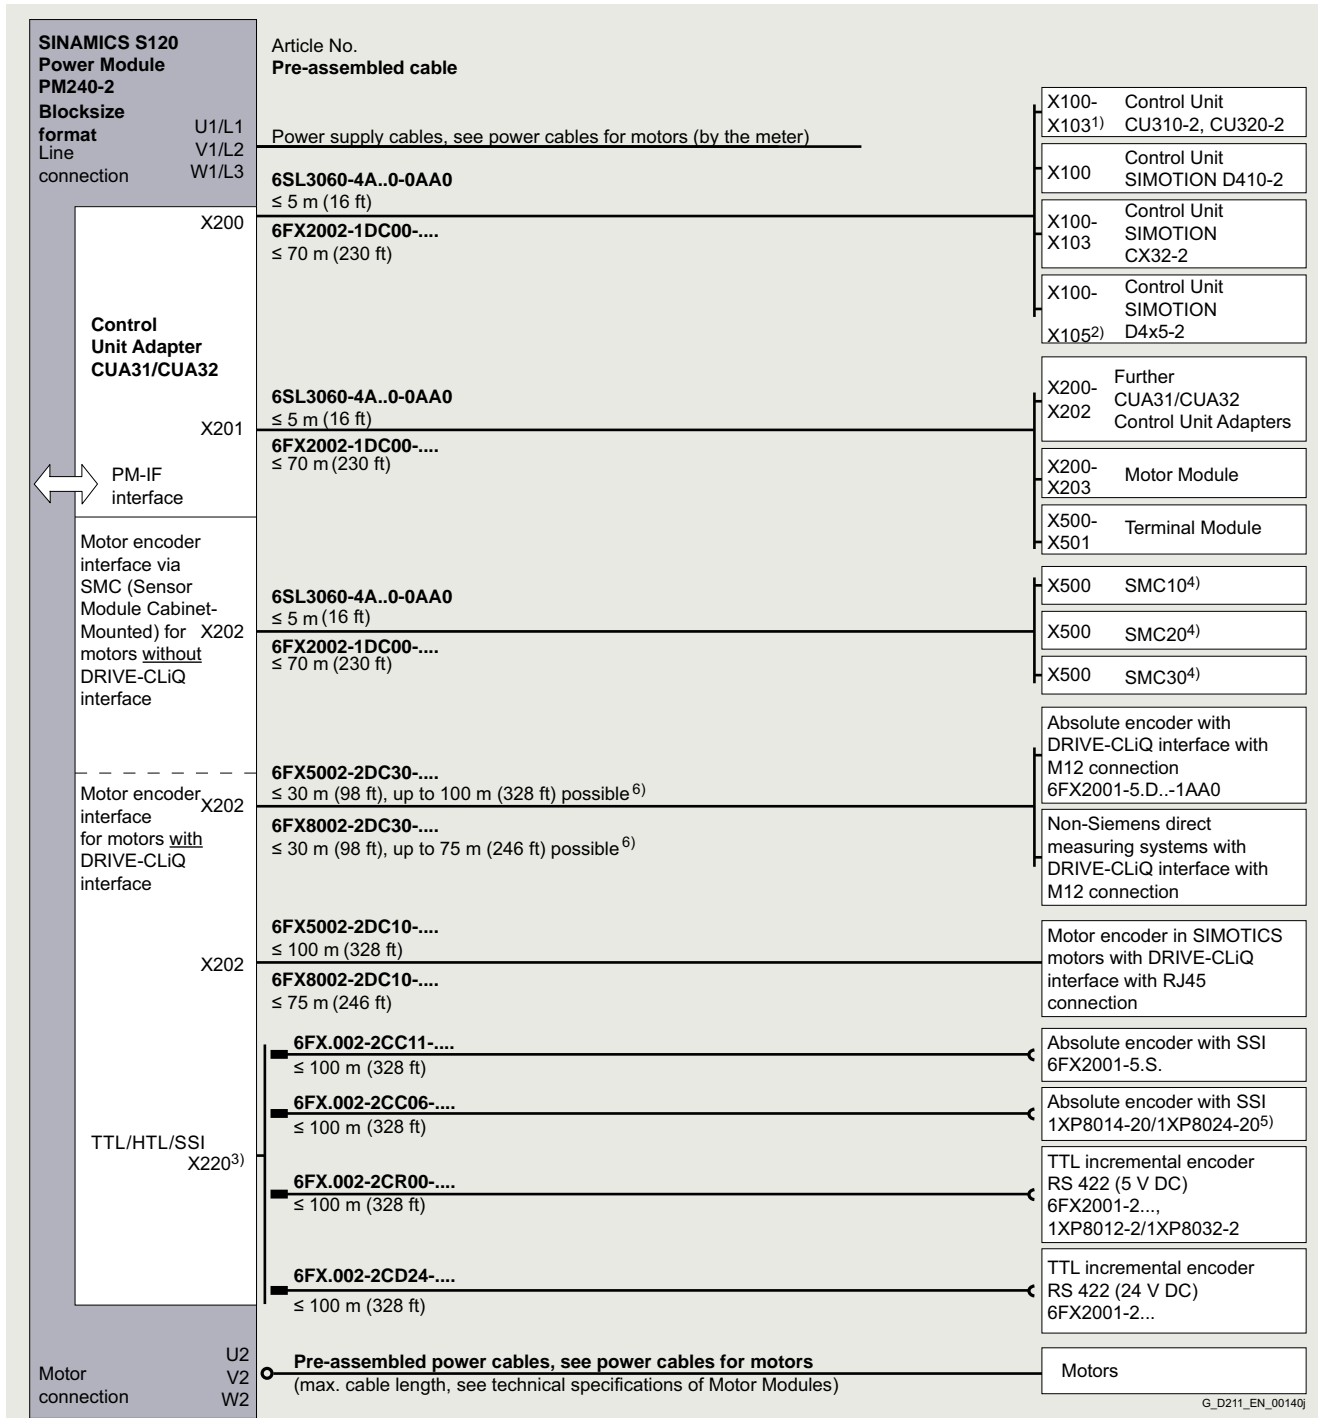 SINAMICS S120
Power Module
PM240-2
Blocksize
format
Line
connection
U1/L1
V1/L2
W1/L3
Article No.
Pre-assembled cable
Power supply cables, see power cables for motors (by the meter)
X200
6SL3060-4A..0-0AA0
≤ 5 m (16 ft)
6FX2002-1DC00-....
≤ 70 m (230 ft)
X100-
X1031)
Control Unit
CU310-2, CU320-2
X100
Control Unit
SIMOTION D410-2
X100-
X103
Control Unit
SIMOTION
CX32-2
X100-
X1052)
Control Unit
SIMOTION
D4x5-2
Control
Unit Adapter
CUA31/CUA32
X201
6SL3060-4A..0-0AA0
≤ 5 m (16 ft)
6FX2002-1DC00-....
≤ 70 m (230 ft)
X200-
X202
Further
CUA31/CUA32
Control Unit Adapters
X200-
X203
Motor Module
X500-
X501
Terminal Module
PM-IF
interface
Motor encoder
interface via
SMC (Sensor
Module Cabinet-
Mounted) for X202
motors without
DRIVE-CLiQ
interface
6SL3060-4A..0-0AA0
≤ 5 m (16 ft)
6FX2002-1DC00-....
≤ 70 m (230 ft)
X500 SMC104)
X500 SMC204)
X500 SMC304)
Motor encoder
interface
for motors with
DRIVE-CLiQ
interface
X202
6FX5002-2DC30-....
≤ 30 m (98 ft), up to 100 m (328 ft) possible 6)
6FX8002-2DC30-....
≤ 30 m (98 ft), up to 75 m (246 ft) possible 6)
Absolute encoder with
DRIVE-CLiQ interface with
M12 connection
6FX2001-5.D..-1AA0
Non-Siemens direct
measuring systems with
DRIVE-CLiQ interface with
M12 connection
X202
6FX5002-2DC10-....
≤ 100 m (328 ft)
6FX8002-2DC10-....
≤ 75 m (246 ft)
Motor encoder in SIMOTICS
motors with DRIVE-CLiQ
interface with RJ45
connection
TTL/HTL/SSI
X2203)
6FX.002-2CC11-....
≤ 100 m (328 ft)
Absolute encoder with SSI
6FX2001-5.S.
6FX.002-2CC06-....
≤ 100 m (328 ft)
Absolute encoder with SSI
1XP8014-20/1XP8024-205)
6FX.002-2CR00-....
≤ 100 m (328 ft)
TTL incremental encoder
RS 422 (5 V DC)
6FX2001-2...,
1XP8012-2/1XP8032-2
6FX.002-2CD24-....
≤ 100 m (328 ft)
TTL incremental encoder
RS 422 (24 V DC)
6FX2001-2...
Motor
connection
U2
V2
W2
Pre-assembled power cables, see power cables for motors
(max. cable length, see technical specifications of Motor Modules)
Motors
G_D211_EN_00140j